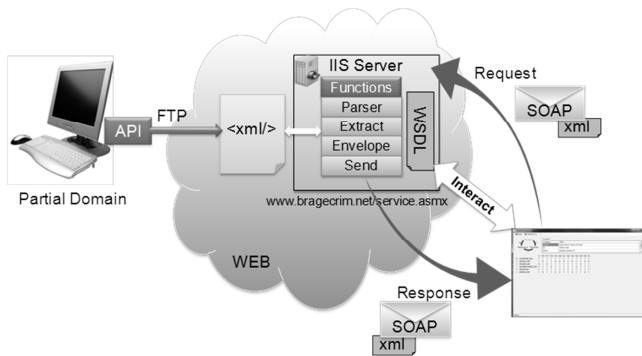 IIS Server
Functions
Parser
Extract
Envelope
Send
WSDL
www.bragecrim.net/service.asmx
API
FTP
<xml/>
Partial Domain
WEB
Request
SOAP
xml
Interact
Response
SOAP
xml